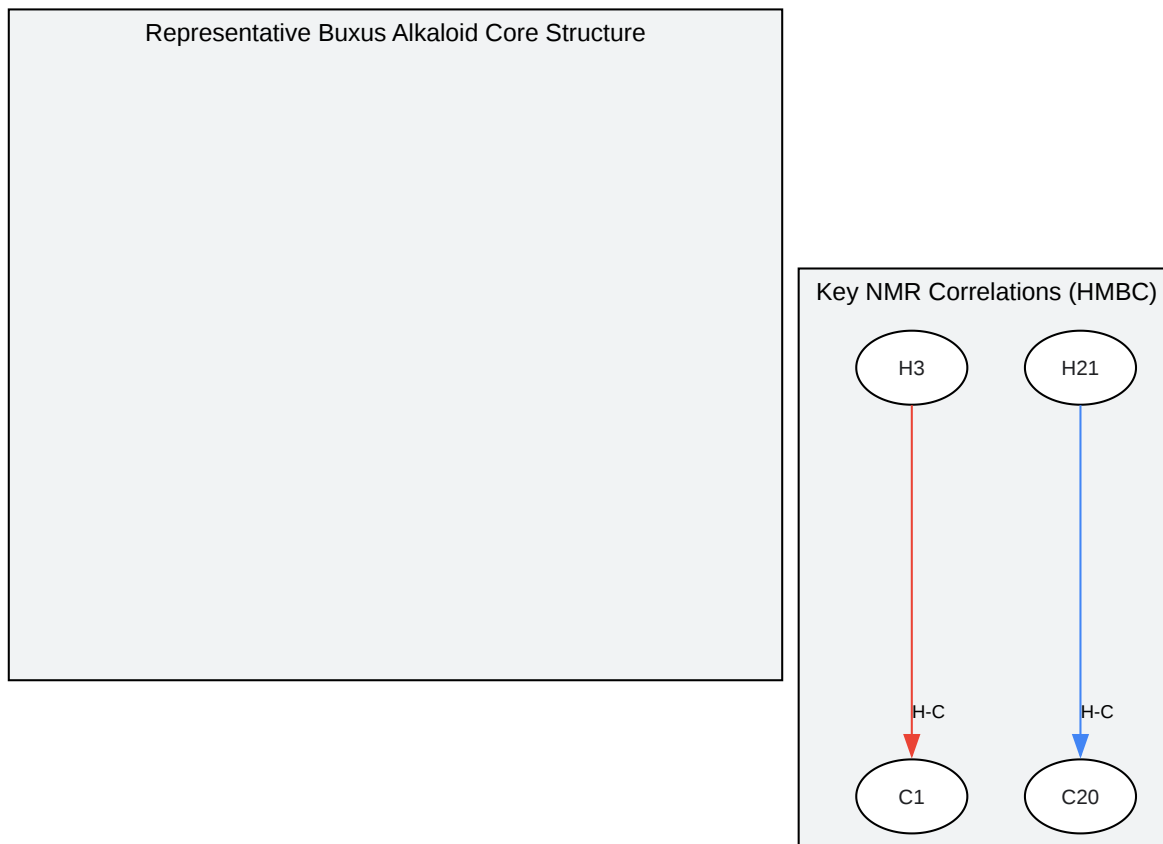 Representative Buxus Alkaloid Core Structure
Key NMR Correlations (HMBC)
H3
H21
H-C
H-C
C1
C20